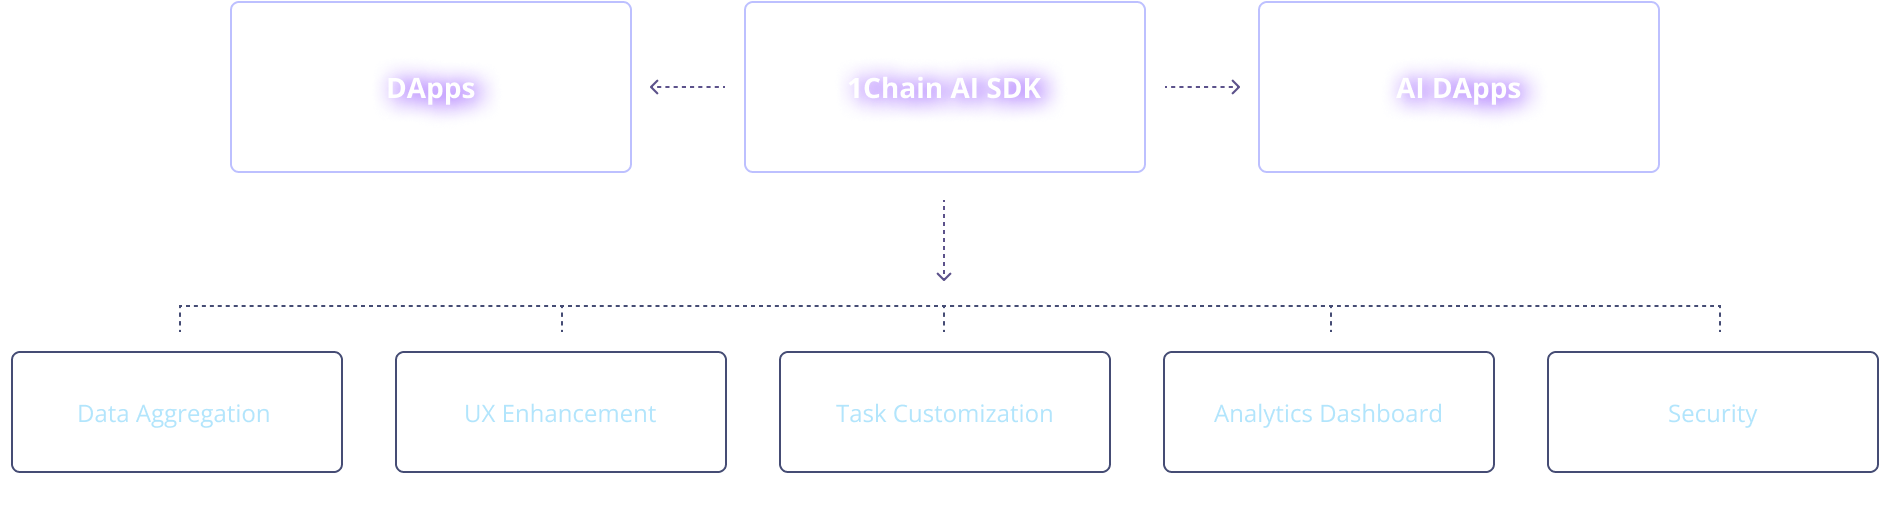 DApps
1Chain AI SDK
AI DApps
Data Aggregation
UX Enhancement
Task Customization
Analytics Dashboard
Security